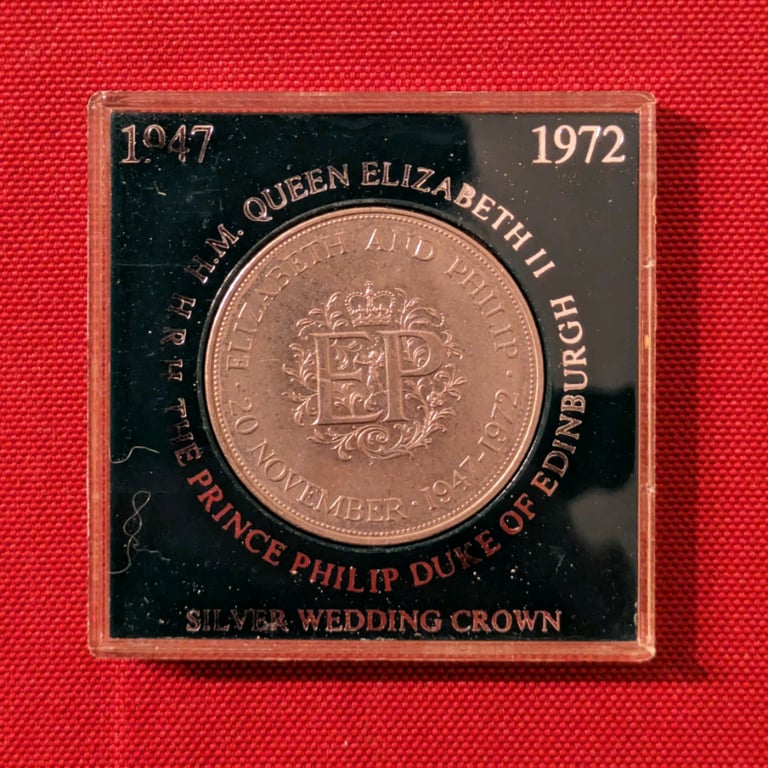 1947
1972
H.M. QUEEN ELIZABETH II
H R H THE PRINCE PHILIP DUKE OF EDINBURGH
ELIZABETH AND PHILIP
20 NOVEMBER · 1947-1972
EP
SILVER WEDDING CROWN